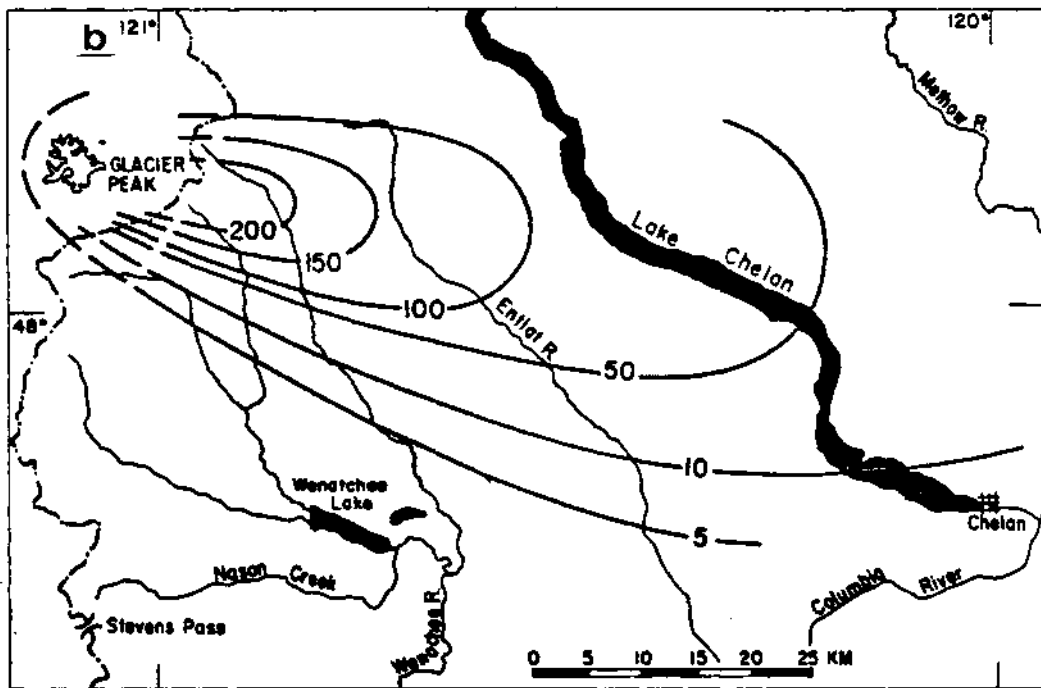 b
121°
120°
Methow R.
GLACIER
PEAK
200
150
100
50
10
5
Lake
Chelan
48°
Entiat R.
Wenatchee
Lake
Chelan
Nason
Creek
Stevens Pass
Columbia
River
0 5 10 15 20 25 KM